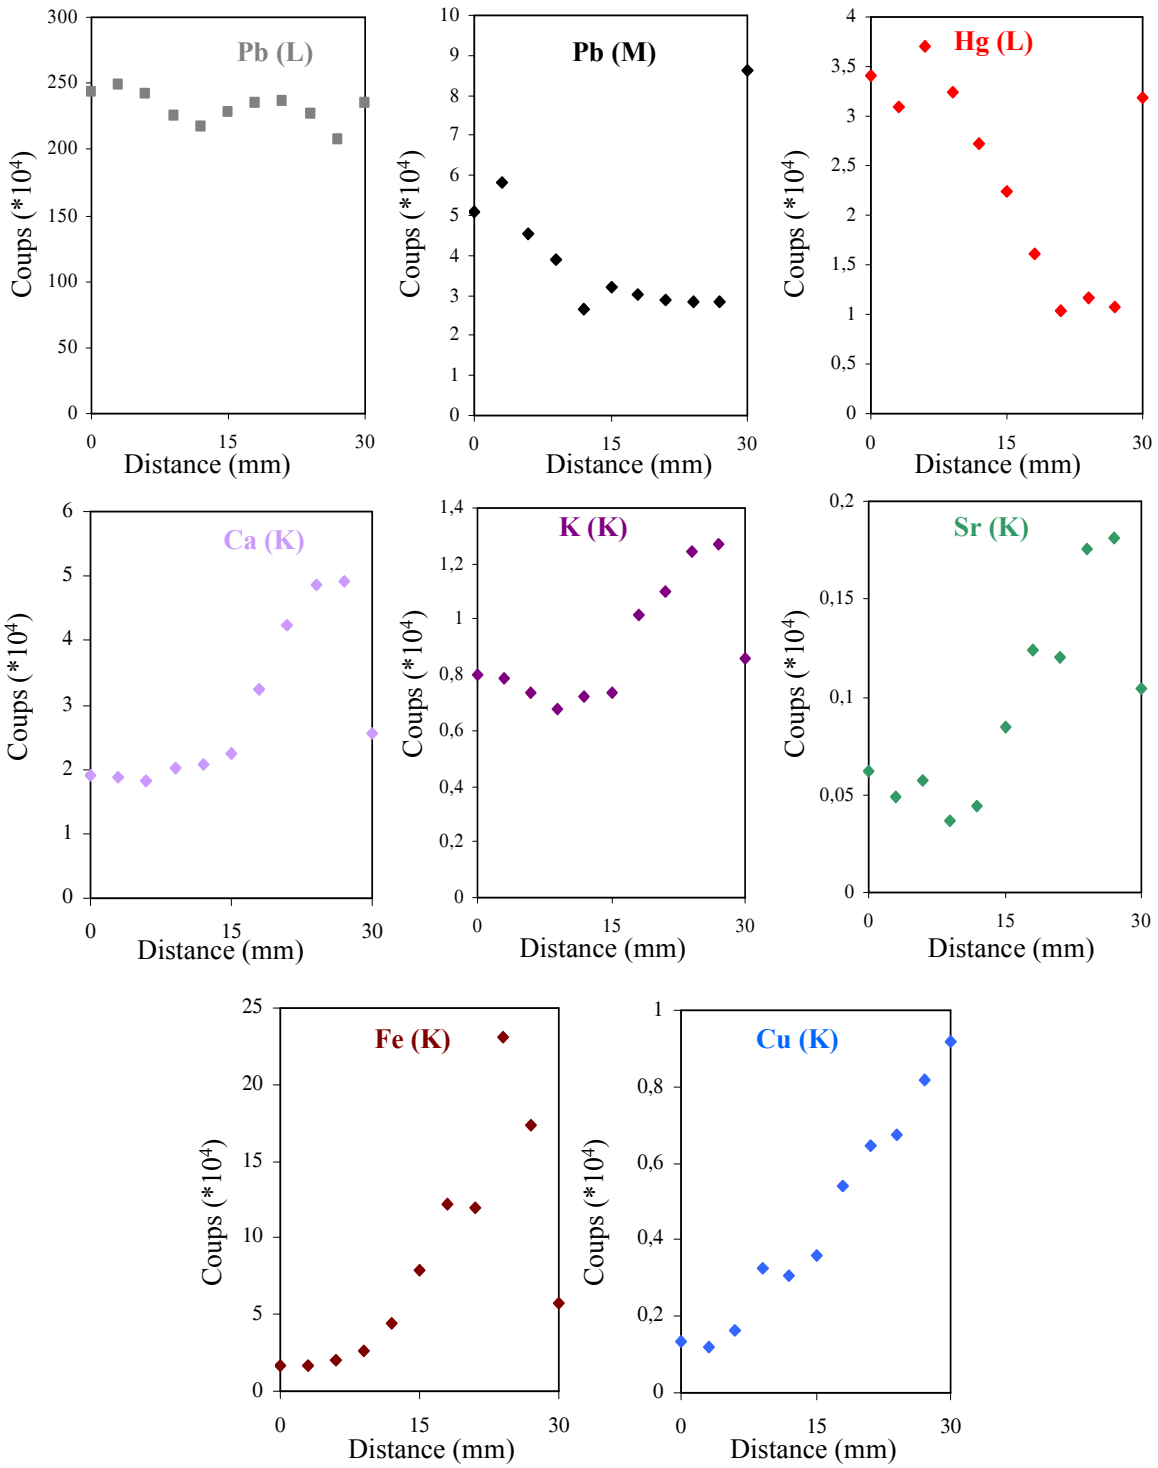 Pb (L)
300
250
200
150
100
50
0
0 15 30
Coups (*10⁴)
Distance (mm)
Pb (M)
10
9
8
7
6
5
4
3
2
1
0
0 15 30
Coups (*10⁴)
Distance (mm)
Hg (L)
4
3,5
3
2,5
2
1,5
1
0,5
0
0 15 30
Coups (*10⁴)
Distance (mm)
Ca (K)
6
5
4
3
2
1
0
0 15 30
Coups (*10⁴)
Distance (mm)
K (K)
1,4
1,2
1
0,8
0,6
0,4
0,2
0
0 15 30
Coups (*10⁴)
Distance (mm)
Sr (K)
0,2
0,15
0,1
0,05
0
0 15 30
Coups (*10⁴)
Distance (mm)
Fe (K)
25
20
15
10
5
0
0 15 30
Coups (*10⁴)
Distance (mm)
Cu (K)
1
0,8
0,6
0,4
0,2
0
0 15 30
Coups (*10⁴)
Distance (mm)